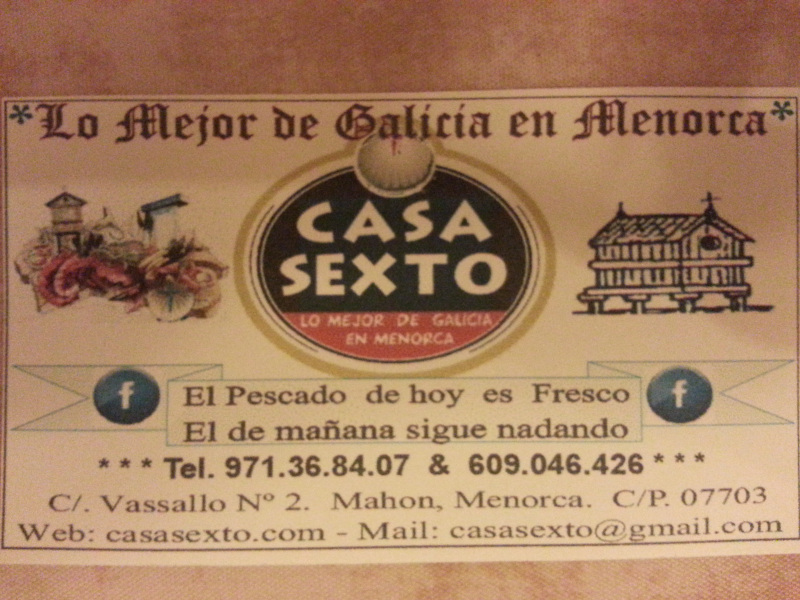 *Lo Mejor de Galicia en Menorca*
CASA
SEXTO
LO MEJOR DE GALICIA
EN MENORCA
f
f
El Pescado de hoy es Fresco
El de mañana sigue nadando
* * * Tel. 971.36.84.07 & 609.046.426 * * *
C/. Vassallo Nº 2. Mahon, Menorca. C/P. 07703
Web: casasexto.com - Mail: casasexto@gmail.com